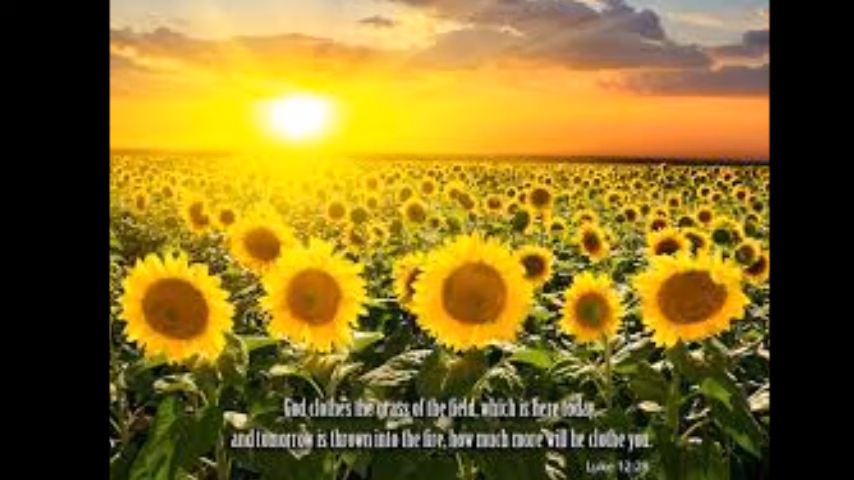 God clothes the grass of the field, which is here today,
and tomorrow is thrown into the fire, how much more will he clothe you.
Luke 12:28